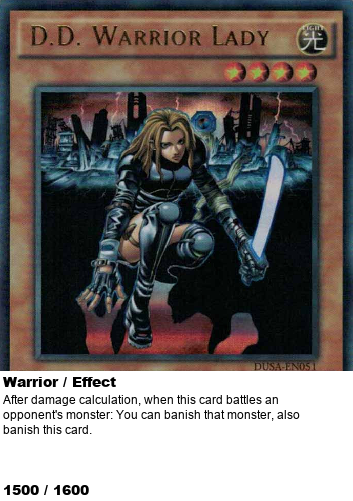 D.D. WARRIOR LADY
LIGHT
光
DUSA-EN051
Warrior / Effect
After damage calculation, when this card battles an
opponent's monster: You can banish that monster, also
banish this card.
1500 / 1600